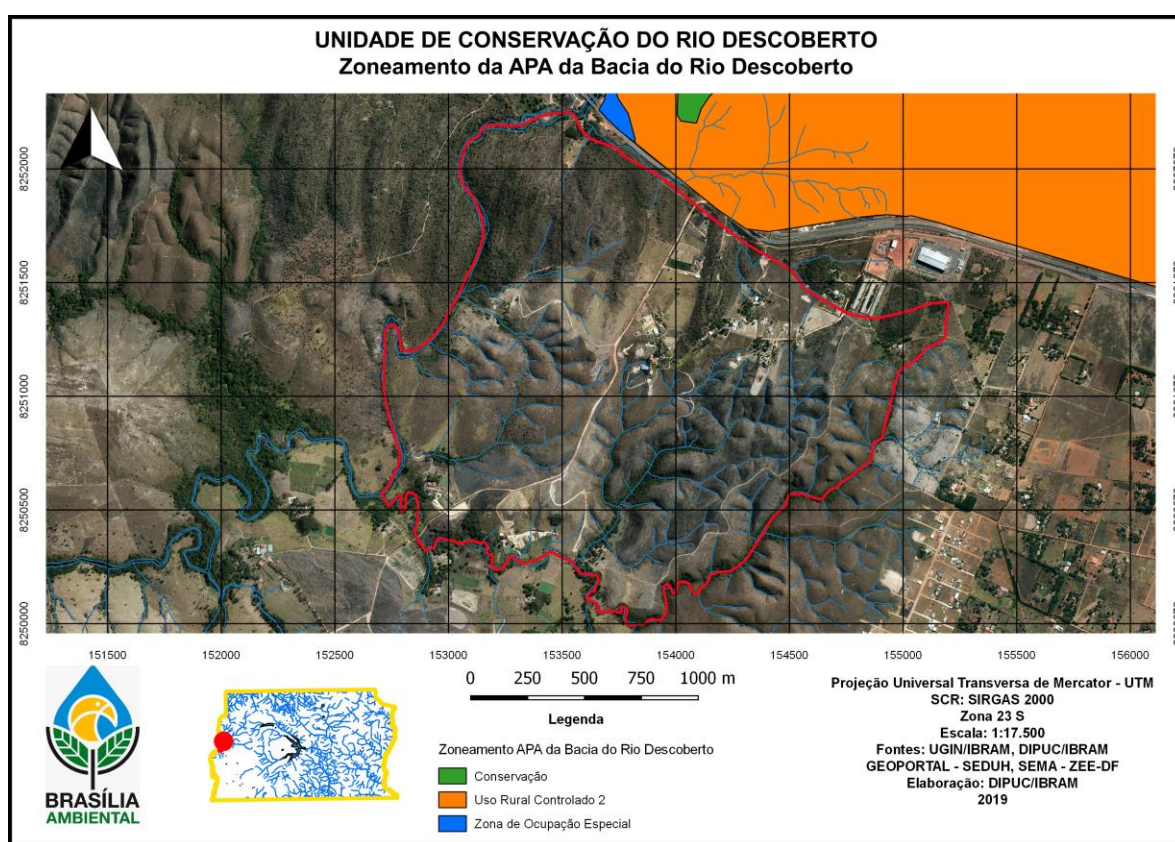 UNIDADE DE CONSERVAÇÃO DO RIO DESCOBERTO
Zoneamento da APA da Bacia do Rio Descoberto
8252000
8251500
8251000
8250500
8250000
151500 152000 152500 153000 153500 154000 154500 155000 155500 156000
BRASÍLIA
AMBIENTAL
0 250 500 750 1000 m
Legenda
Zoneamento APA da Bacia do Rio Descoberto
Conservação
Uso Rural Controlado 2
Zona de Ocupação Especial
Projeção Universal Transversa de Mercator - UTM
SCR: SIRGAS 2000
Zona 23 S
Escala: 1:17.500
Fontes: UGIN/IBRAM, DIPUC/IBRAM
GEOPORTAL - SEDUH, SEMA - ZEE-DF
Elaboração: DIPUC/IBRAM
2019